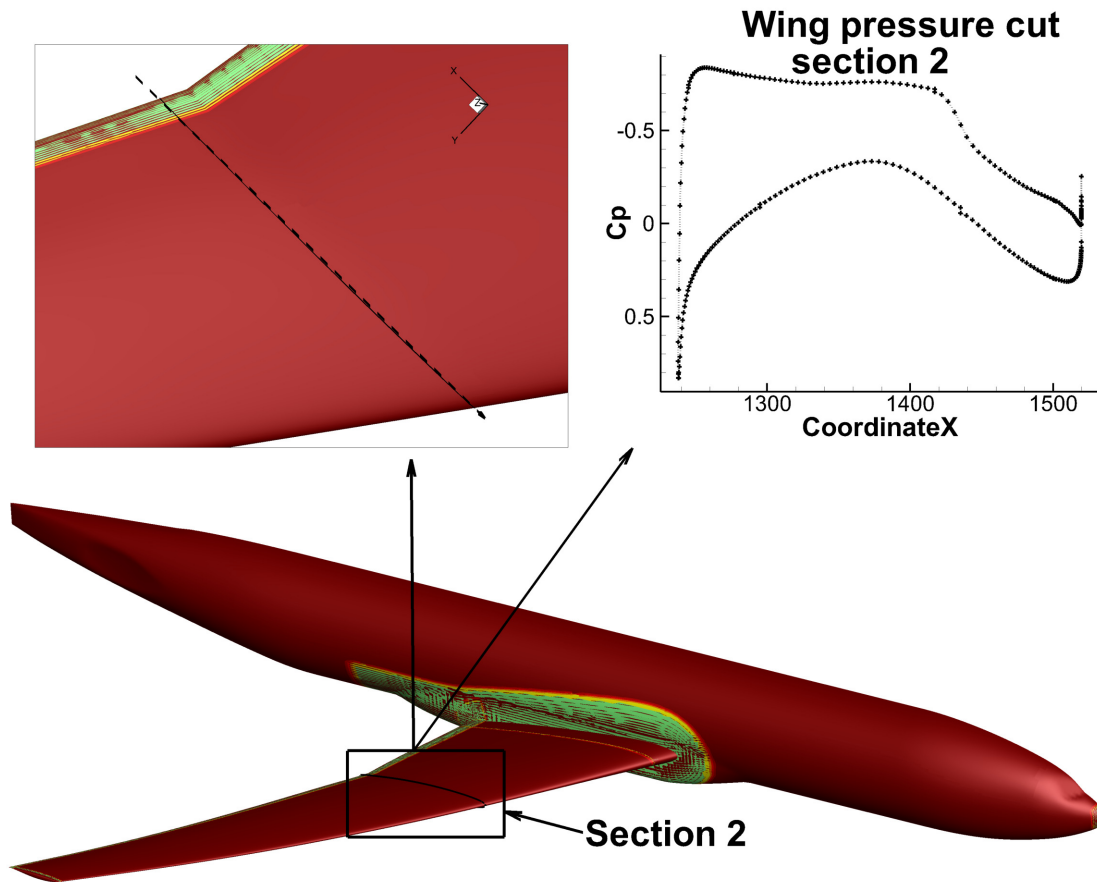 Wing pressure cut
section 2
X
Z
Y
-0.5
0
0.5
Cp
1300
1400
1500
CoordinateX
Section 2